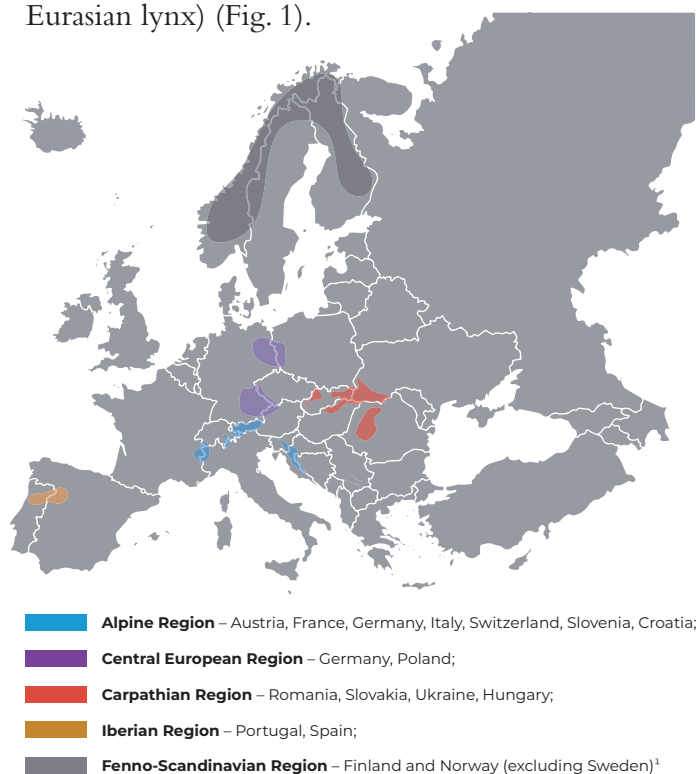 Eurasian lynx) (Fig. 1).
Alpine Region – Austria, France, Germany, Italy, Switzerland, Slovenia, Croatia;
Central European Region – Germany, Poland;
Carpathian Region – Romania, Slovakia, Ukraine, Hungary;
Iberian Region – Portugal, Spain;
Fenno-Scandinavian Region – Finland and Norway (excluding Sweden)¹